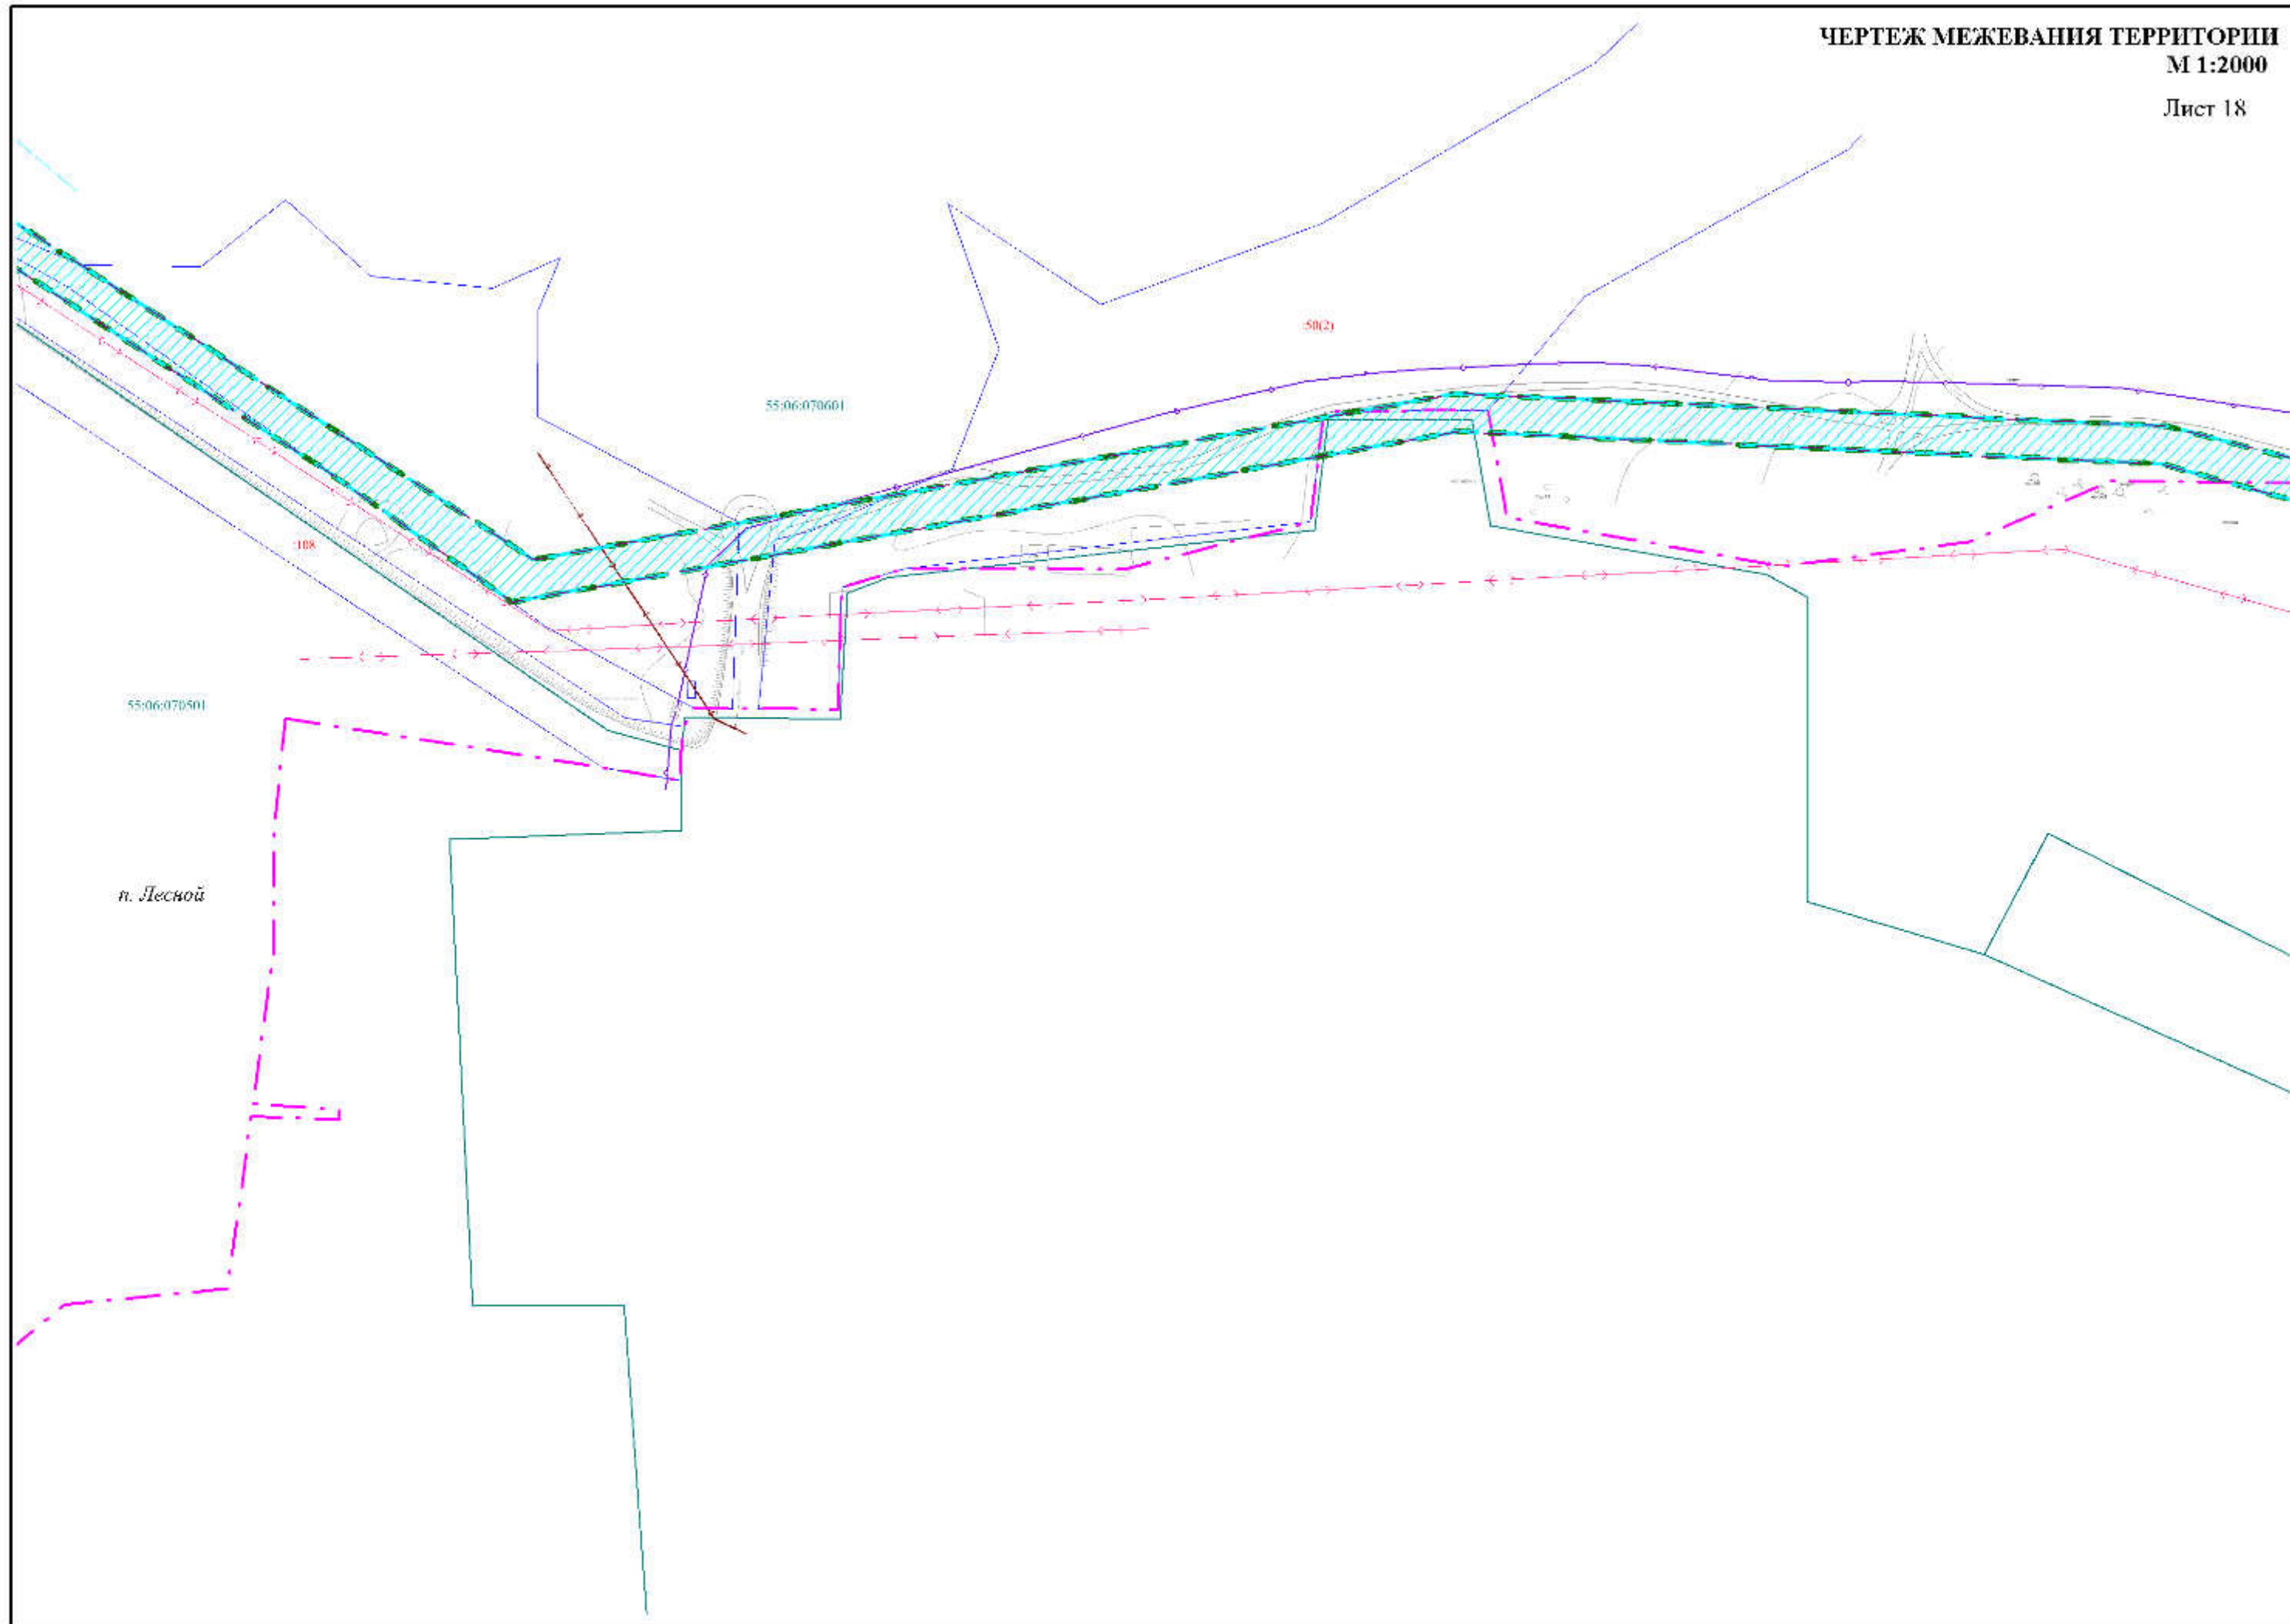 ЧЕРТЕЖ МЕЖЕВАНИЯ ТЕРРИТОРИИ
М 1:2000
Лист 18
:50(2)
55:06:070601
:108
55:06:070501
п. Лесной